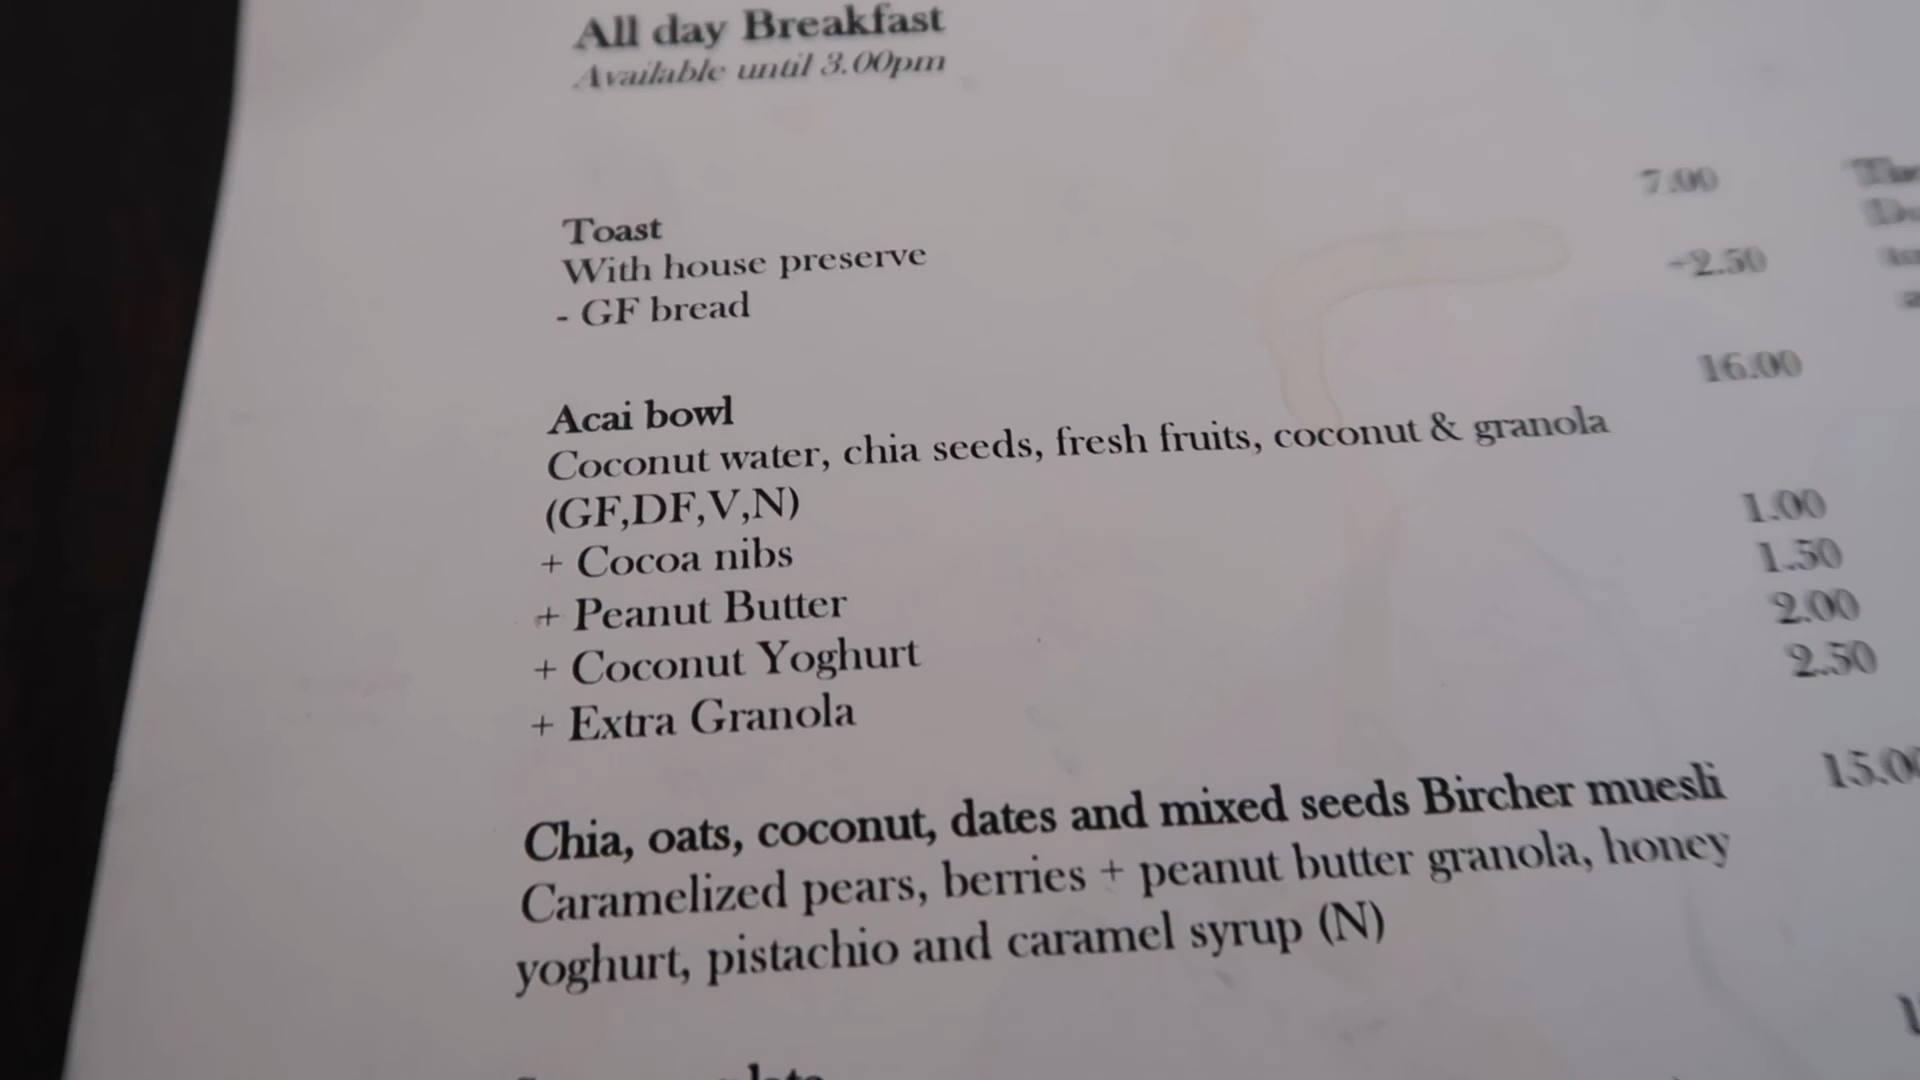 All day Breakfast
Available until 3.00pm
Toast 7.00
With house preserve
- GF bread ~2.50
Acai bowl 16.00
Coconut water, chia seeds, fresh fruits, coconut & granola
(GF,DF,V,N)
+ Cocoa nibs 1.00
+ Peanut Butter 1.50
+ Coconut Yoghurt 2.00
+ Extra Granola 2.50
Chia, oats, coconut, dates and mixed seeds Bircher muesli 15.00
Caramelized pears, berries + peanut butter granola, honey
yoghurt, pistachio and caramel syrup (N)